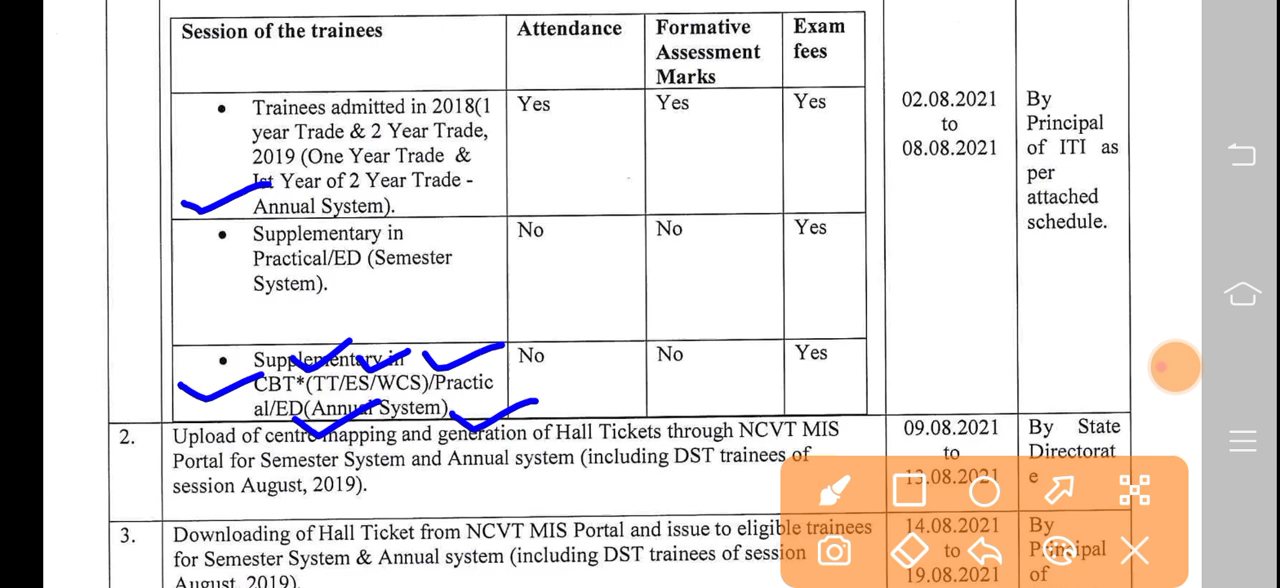 Session of the trainees
Attendance
Formative
Assessment
Marks
Exam
fees
• Trainees admitted in 2018(1
year Trade & 2 Year Trade,
2019 (One Year Trade &
Ist Year of 2 Year Trade -
Annual System).
Yes
Yes
Yes
02.08.2021
to
08.08.2021
By
Principal
of ITI as
per
attached
schedule.
• Supplementary in
Practical/ED (Semester
System).
No
No
Yes
• Supplementary in
CBT*(TT/ES/WCS)/Practic
al/ED(Annual System)
No
No
Yes
2.
Upload of centre mapping and generation of Hall Tickets through NCVT MIS
Portal for Semester System and Annual system (including DST trainees of
session August, 2019).
09.08.2021
to
13.08.2021
By State
Directorat
e
3.
Downloading of Hall Ticket from NCVT MIS Portal and issue to eligible trainees
for Semester System & Annual system (including DST trainees of session
August, 2019).
14.08.2021
to
19.08.2021
By
Principal
of